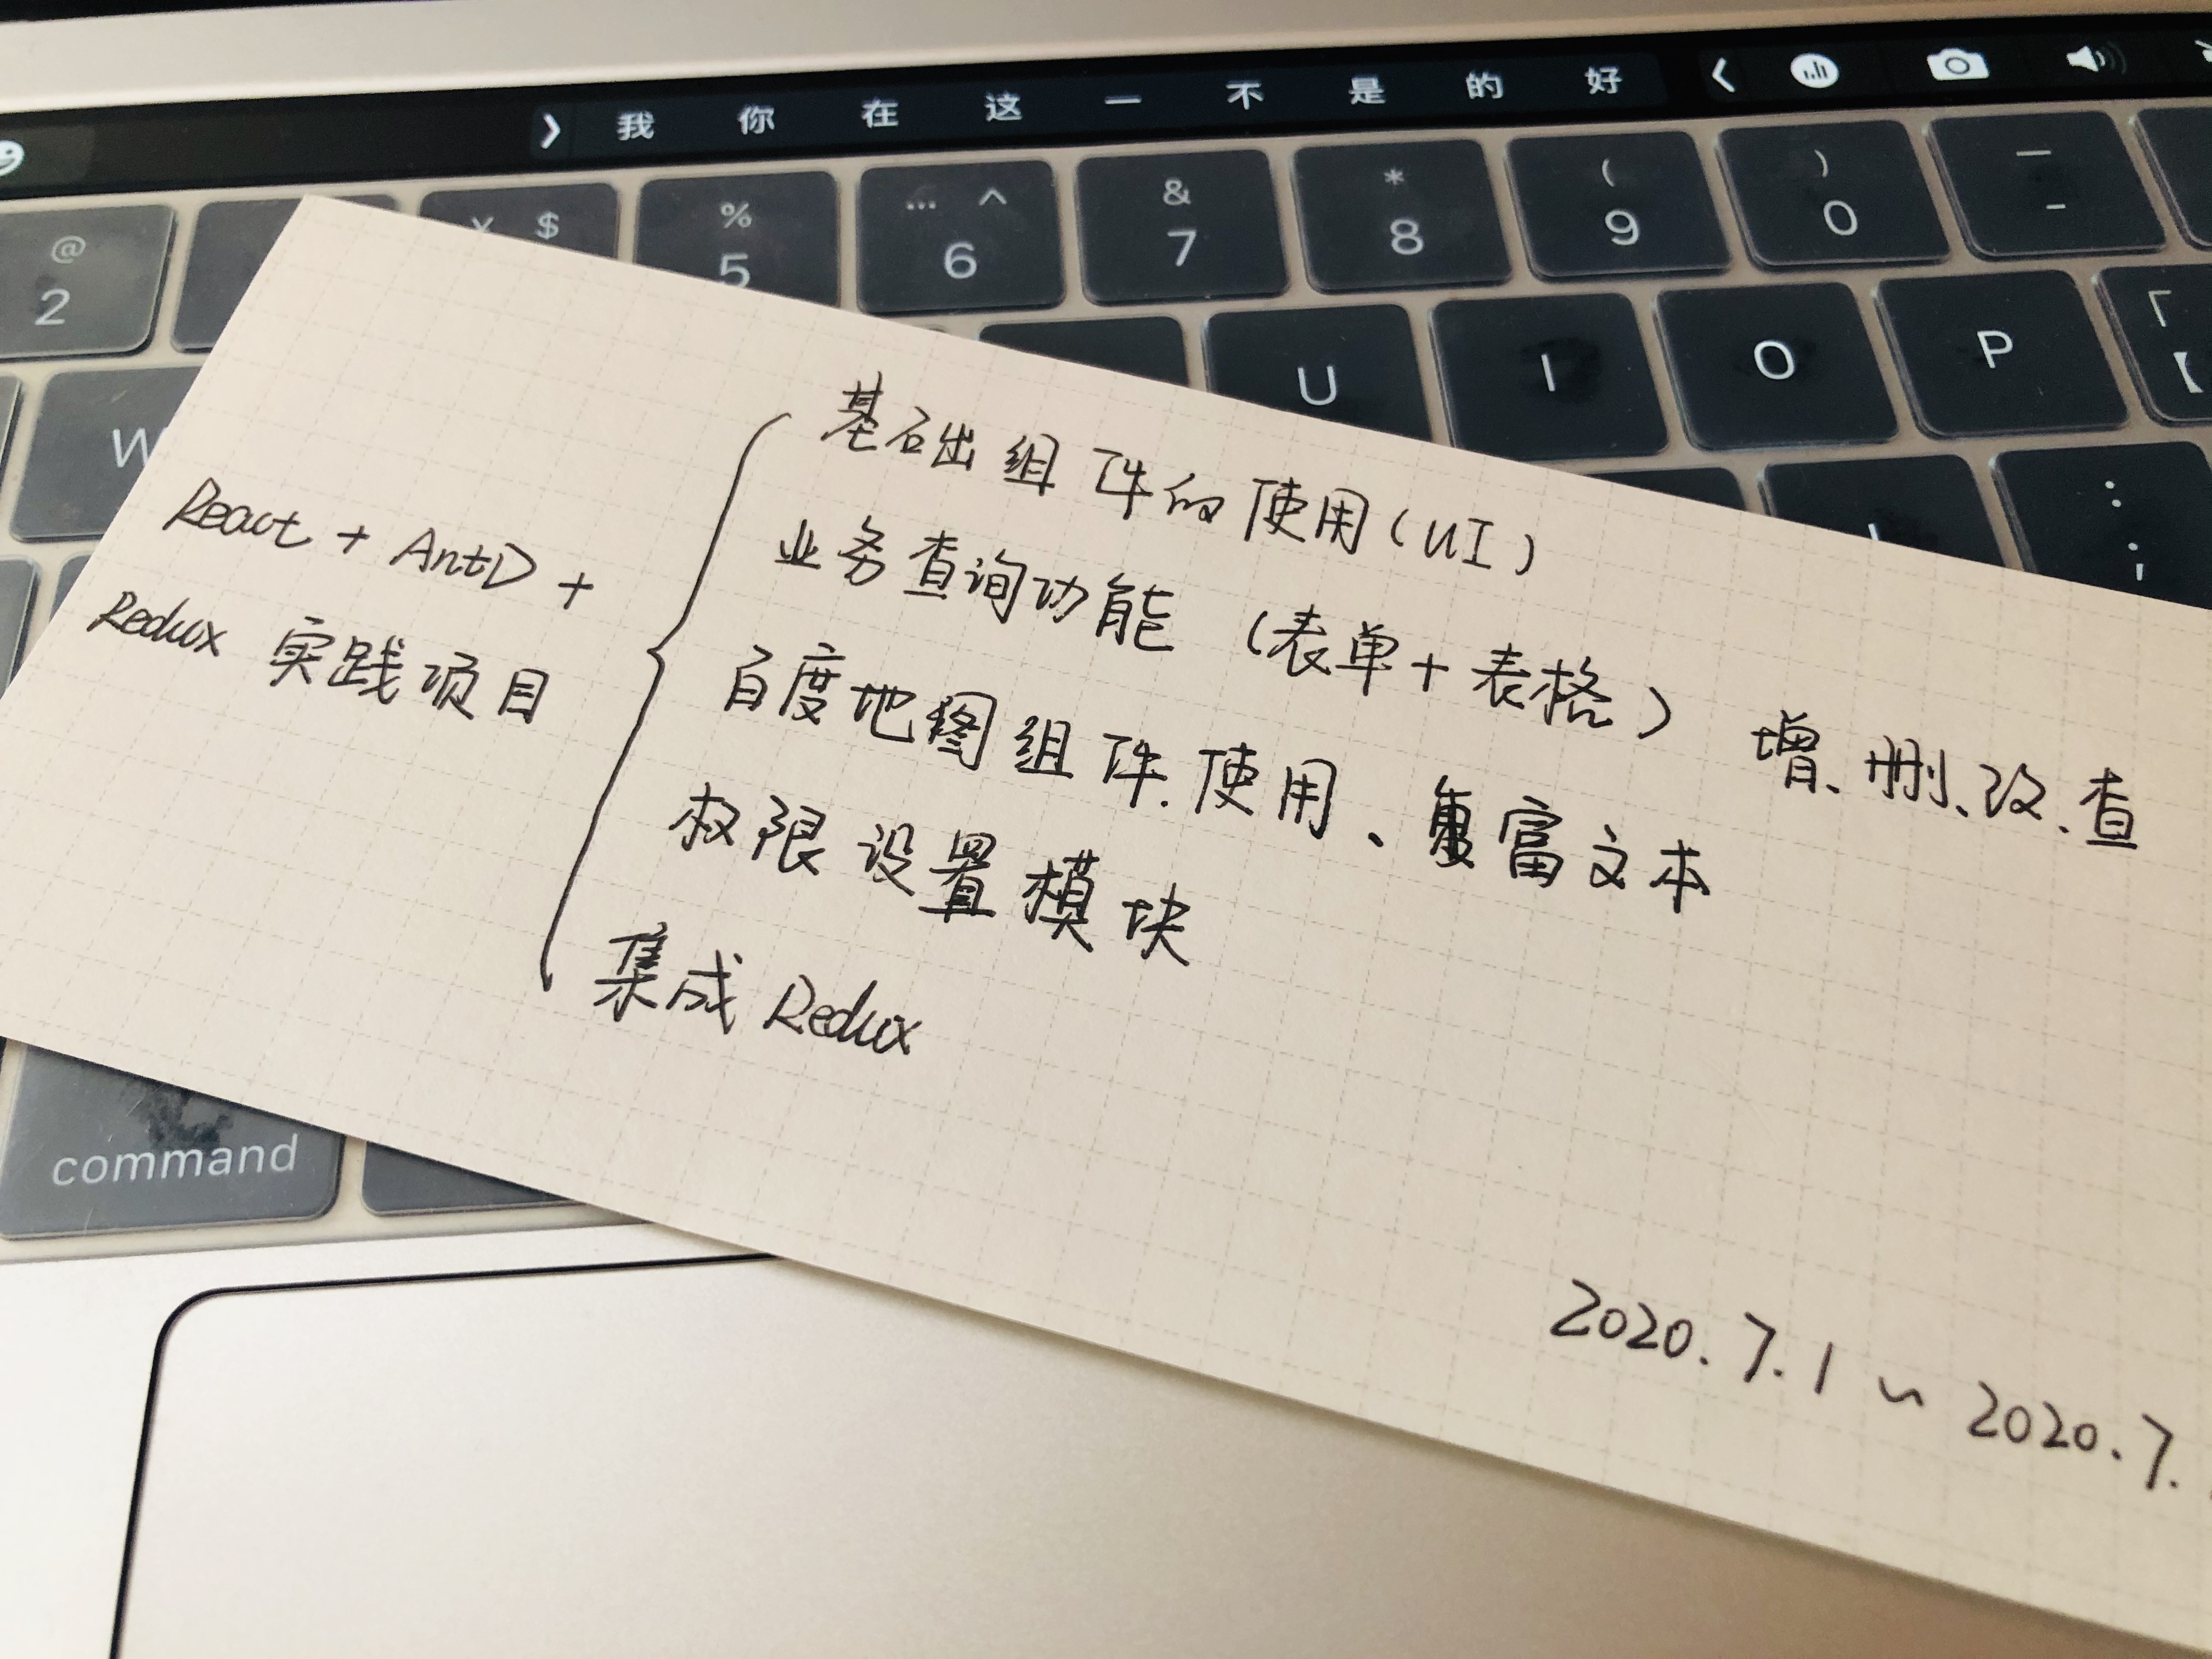 我 你 在 这 一 不 是 的 好
@ 2
¥ $
% 5
… ^ 6
& 7
* 8
( 9
) 0
— -
W
U
I
O
P
「 【
: ;
command
React + AntD +
Redux 实践项目
基础组件的使用(UI)
业务查询功能 (表单+表格) 增、删、改、查
百度地图组件使用、富文本
权限设置模块
集成 Redux
2020.7.1 ~ 2020.7.